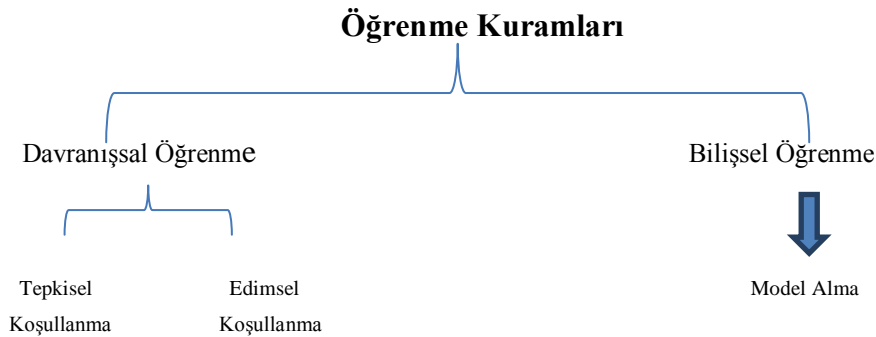 Öğrenme Kuramları
Davranışsal Öğrenme
Bilişsel Öğrenme
Tepkisel
Koşullanma
Edimsel
Koşullanma
Model Alma